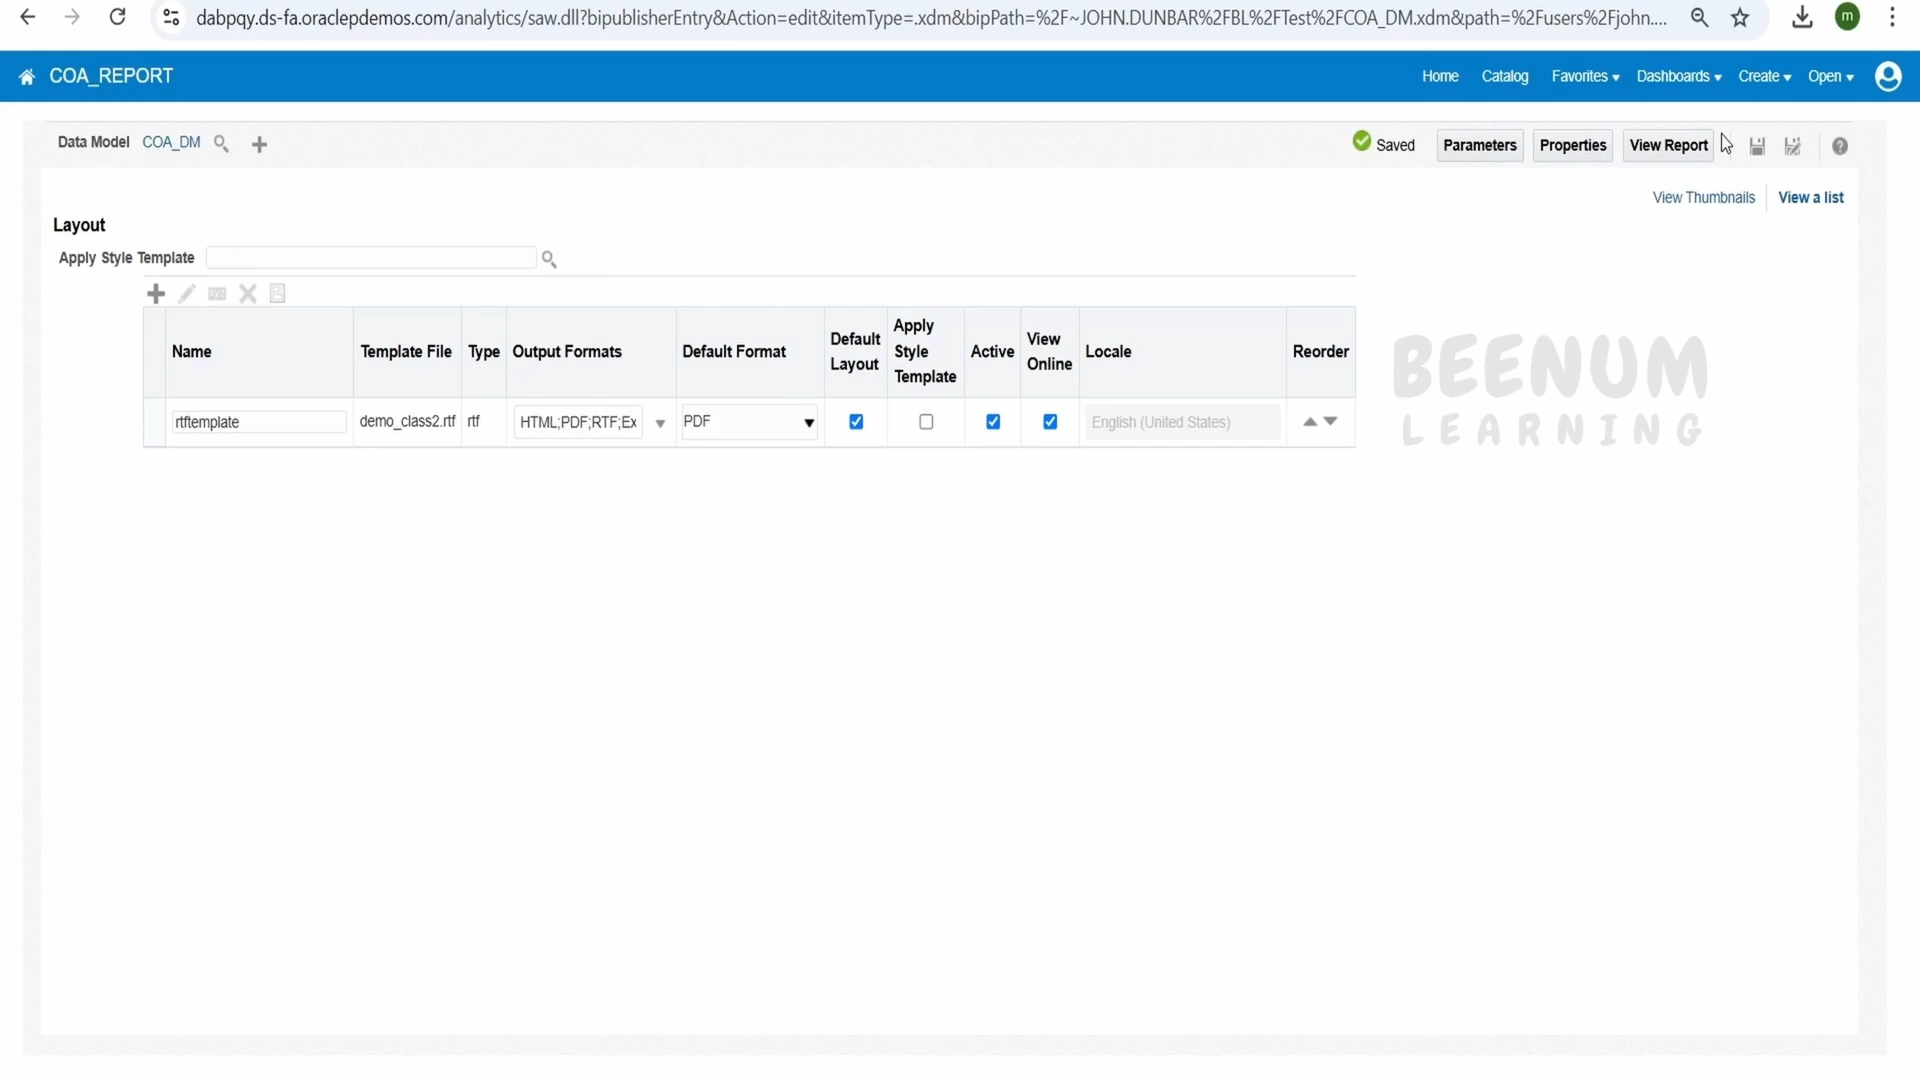 dabpqy.ds-fa.oraclepdemos.com/analytics/saw.dll?bipublisherEntry&Action=edit&itemType=.xdm&bipPath=%2F~JOHN.DUNBAR%2FBL%2FTest%2FCOA_DM.xdm&path=%2Fusers%2Fjohn....
m
COA_REPORT
Home Catalog Favorites Dashboards Create Open
Data Model COA_DM
Saved Parameters Properties View Report
View Thumbnails View a list
Layout
Apply Style Template
Name Template File Type Output Formats Default Format Default Layout Apply Style Template Active View Online Locale Reorder
rtftemplate demo_class2.rtf rtf HTML;PDF;RTF;Ex PDF English (United States)
BEENUM
LEARNING